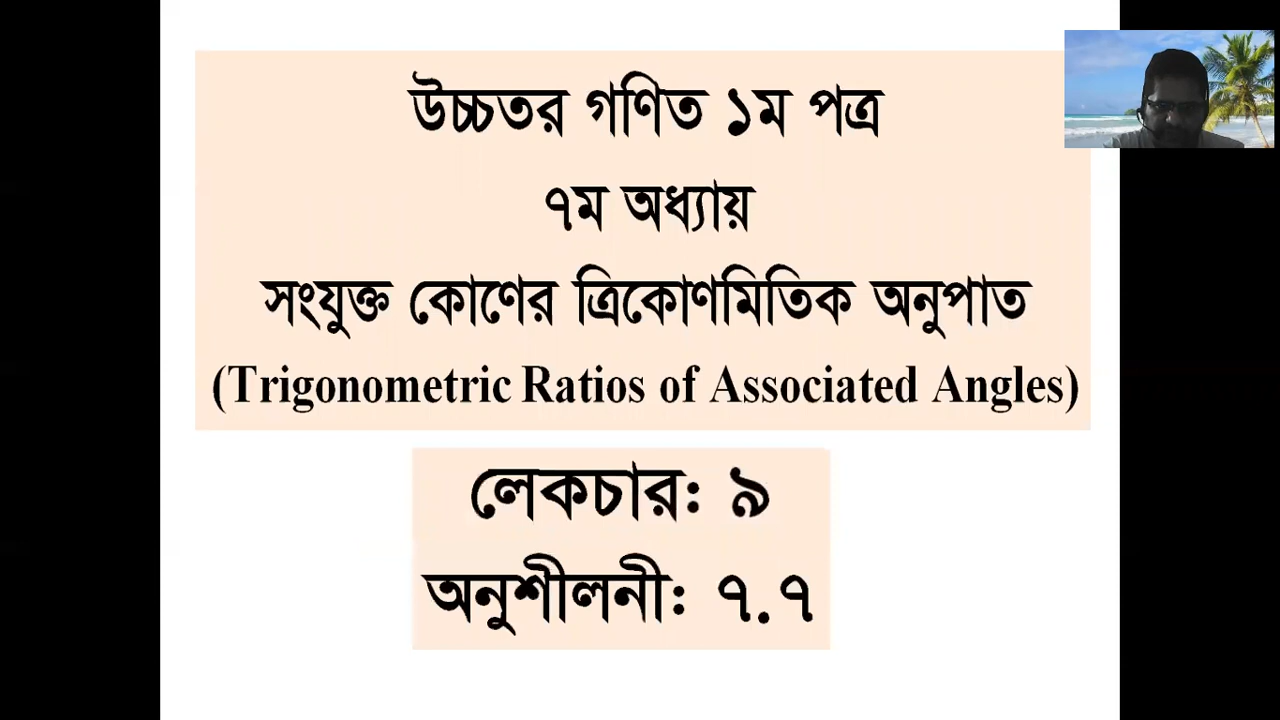 উচ্চতর গণিত ১ম পত্র
৭ম অধ্যায়
সংযুক্ত কোণের ত্রিকোণমিতিক অনুপাত
(Trigonometric Ratios of Associated Angles)
লেকচার: ৯
অনুশীলনী: ৭.৭